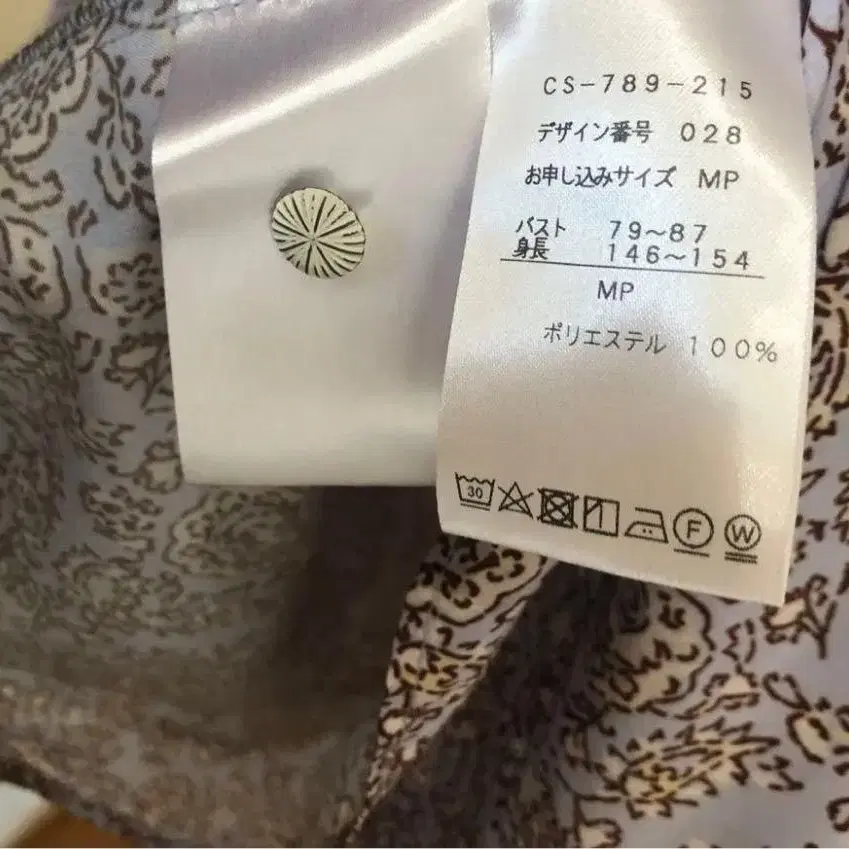 CS-789-215
デザイン番号 028
お申し込みサイズ MP
バスト 79~87
身長 146~154
MP
ポリエステル 100%
30
F
W